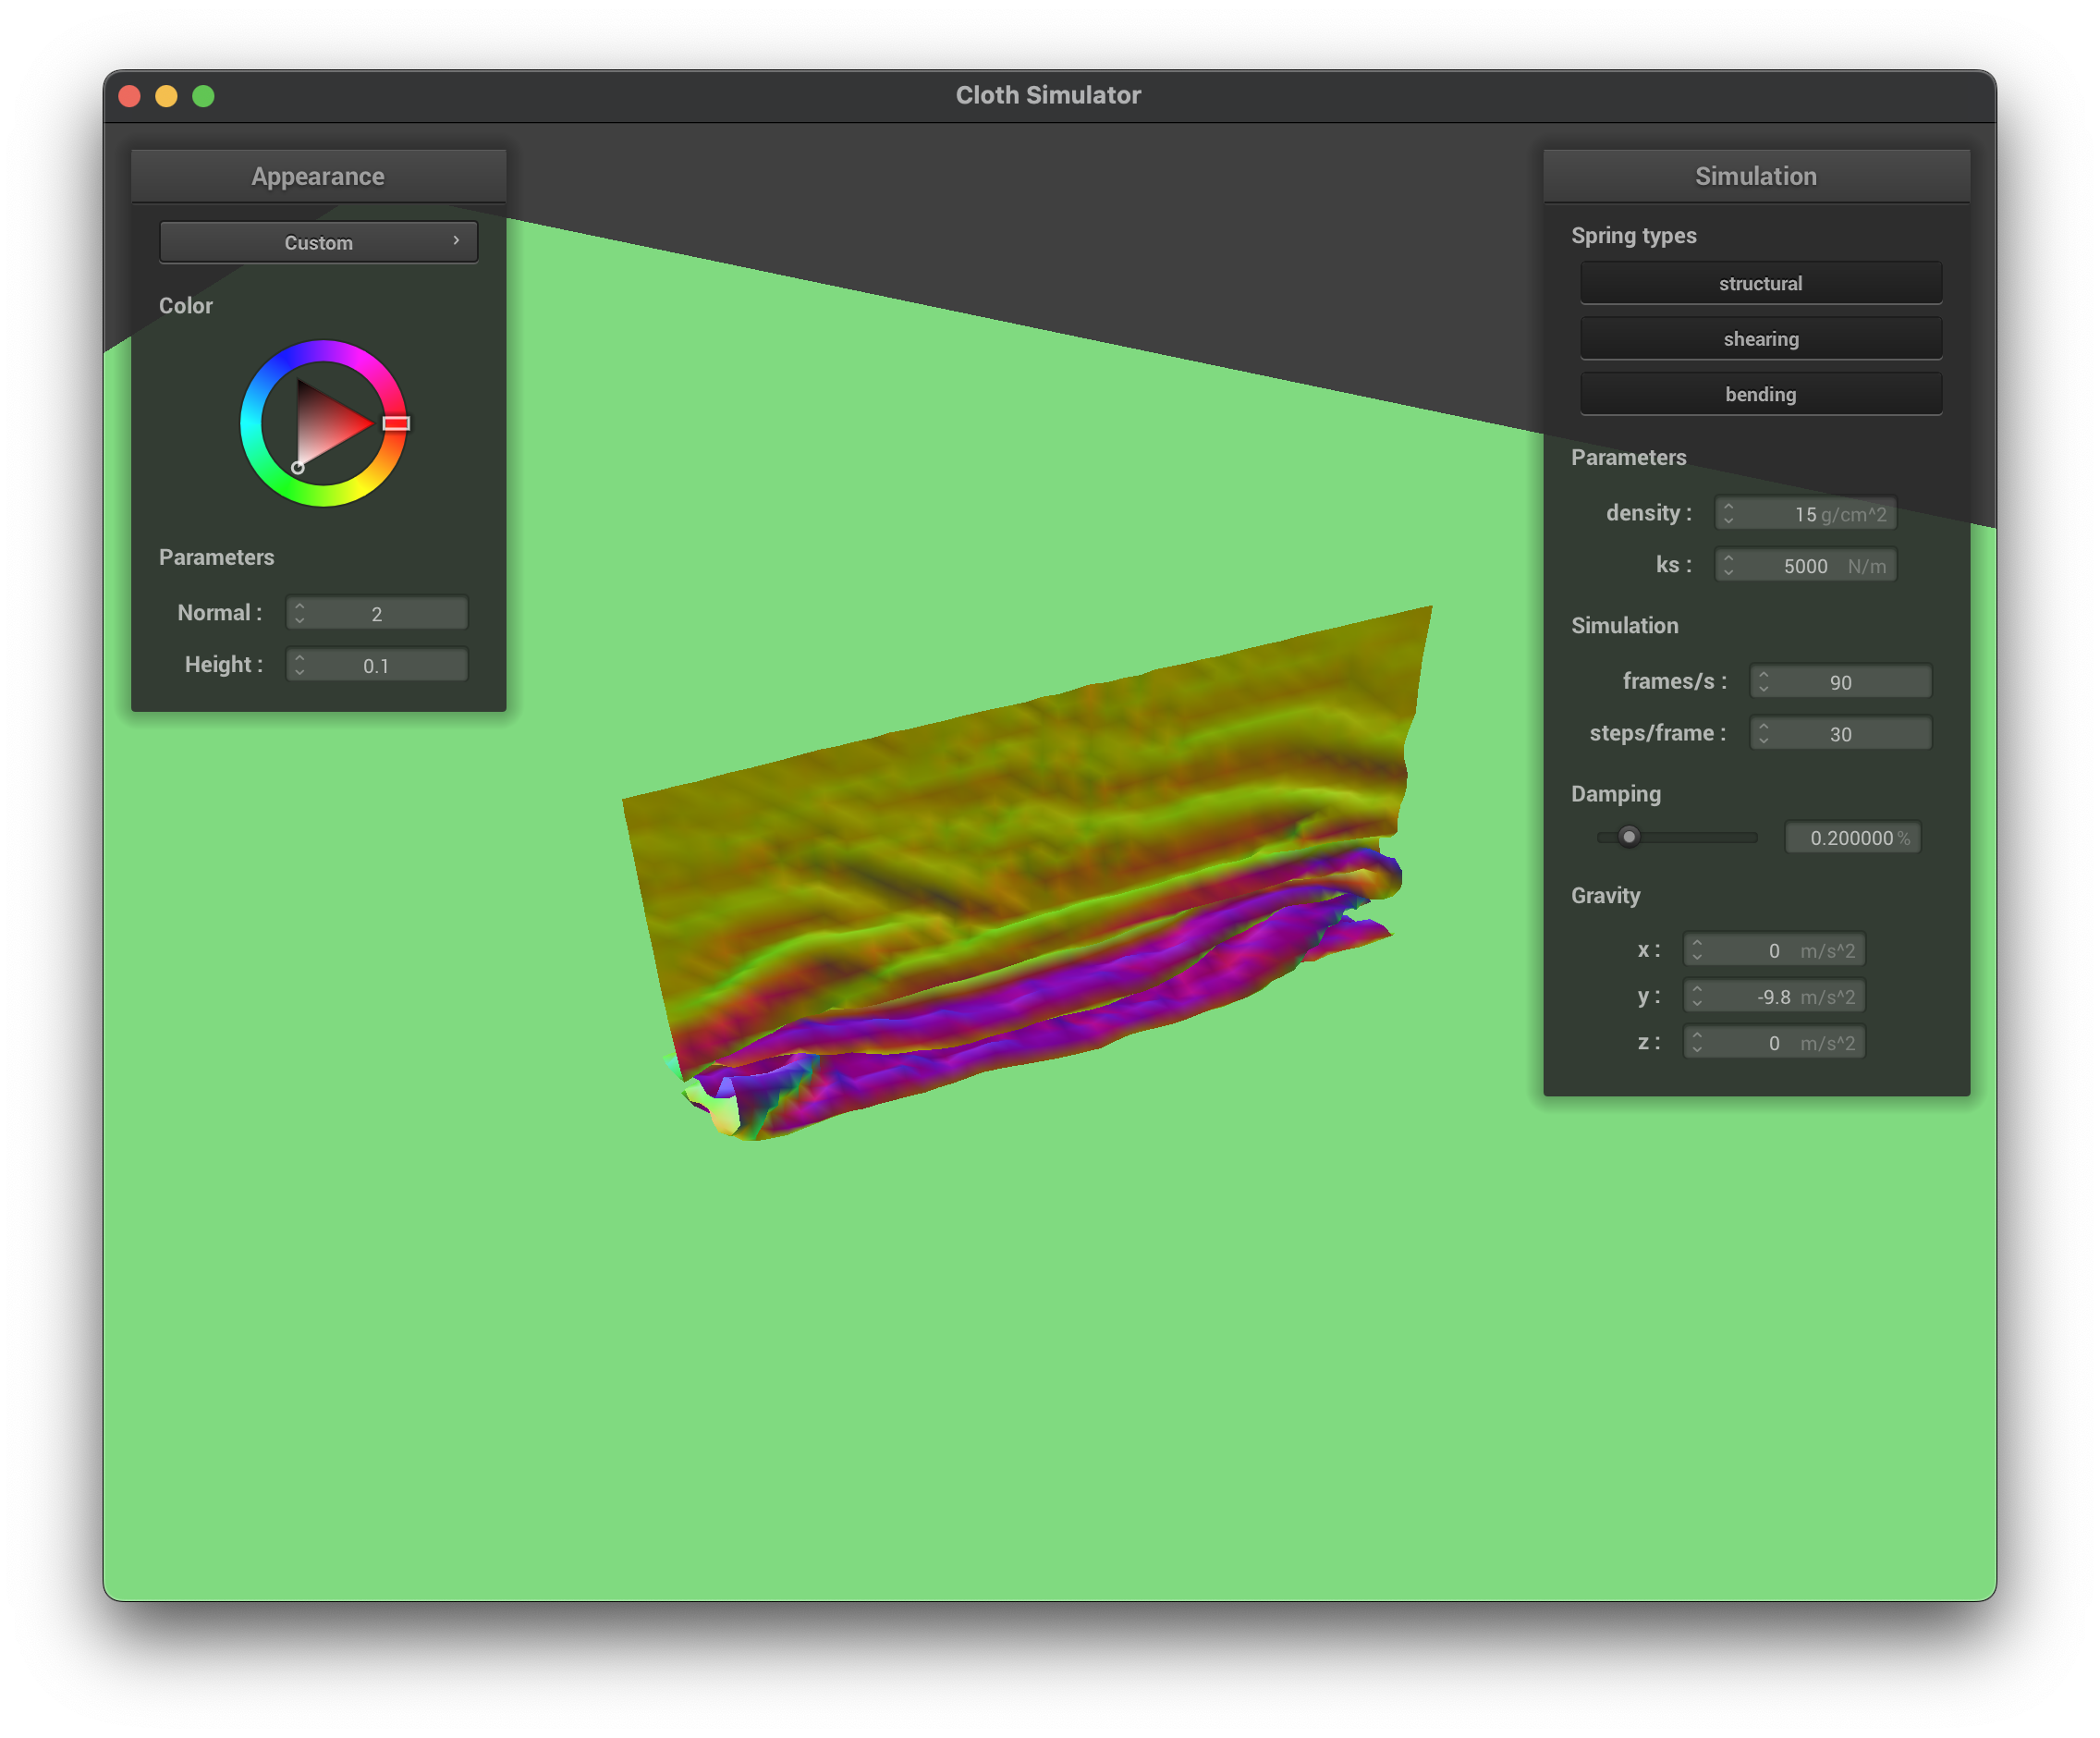 Cloth Simulator
Appearance
Custom
Color
Parameters
Normal : 2
Height : 0.1
Simulation
Spring types
structural
shearing
bending
Parameters
density : 15 g/cm^2
ks : 5000 N/m
Simulation
frames/s : 90
steps/frame : 30
Damping
0.200000 %
Gravity
x : 0 m/s^2
y : -9.8 m/s^2
z : 0 m/s^2